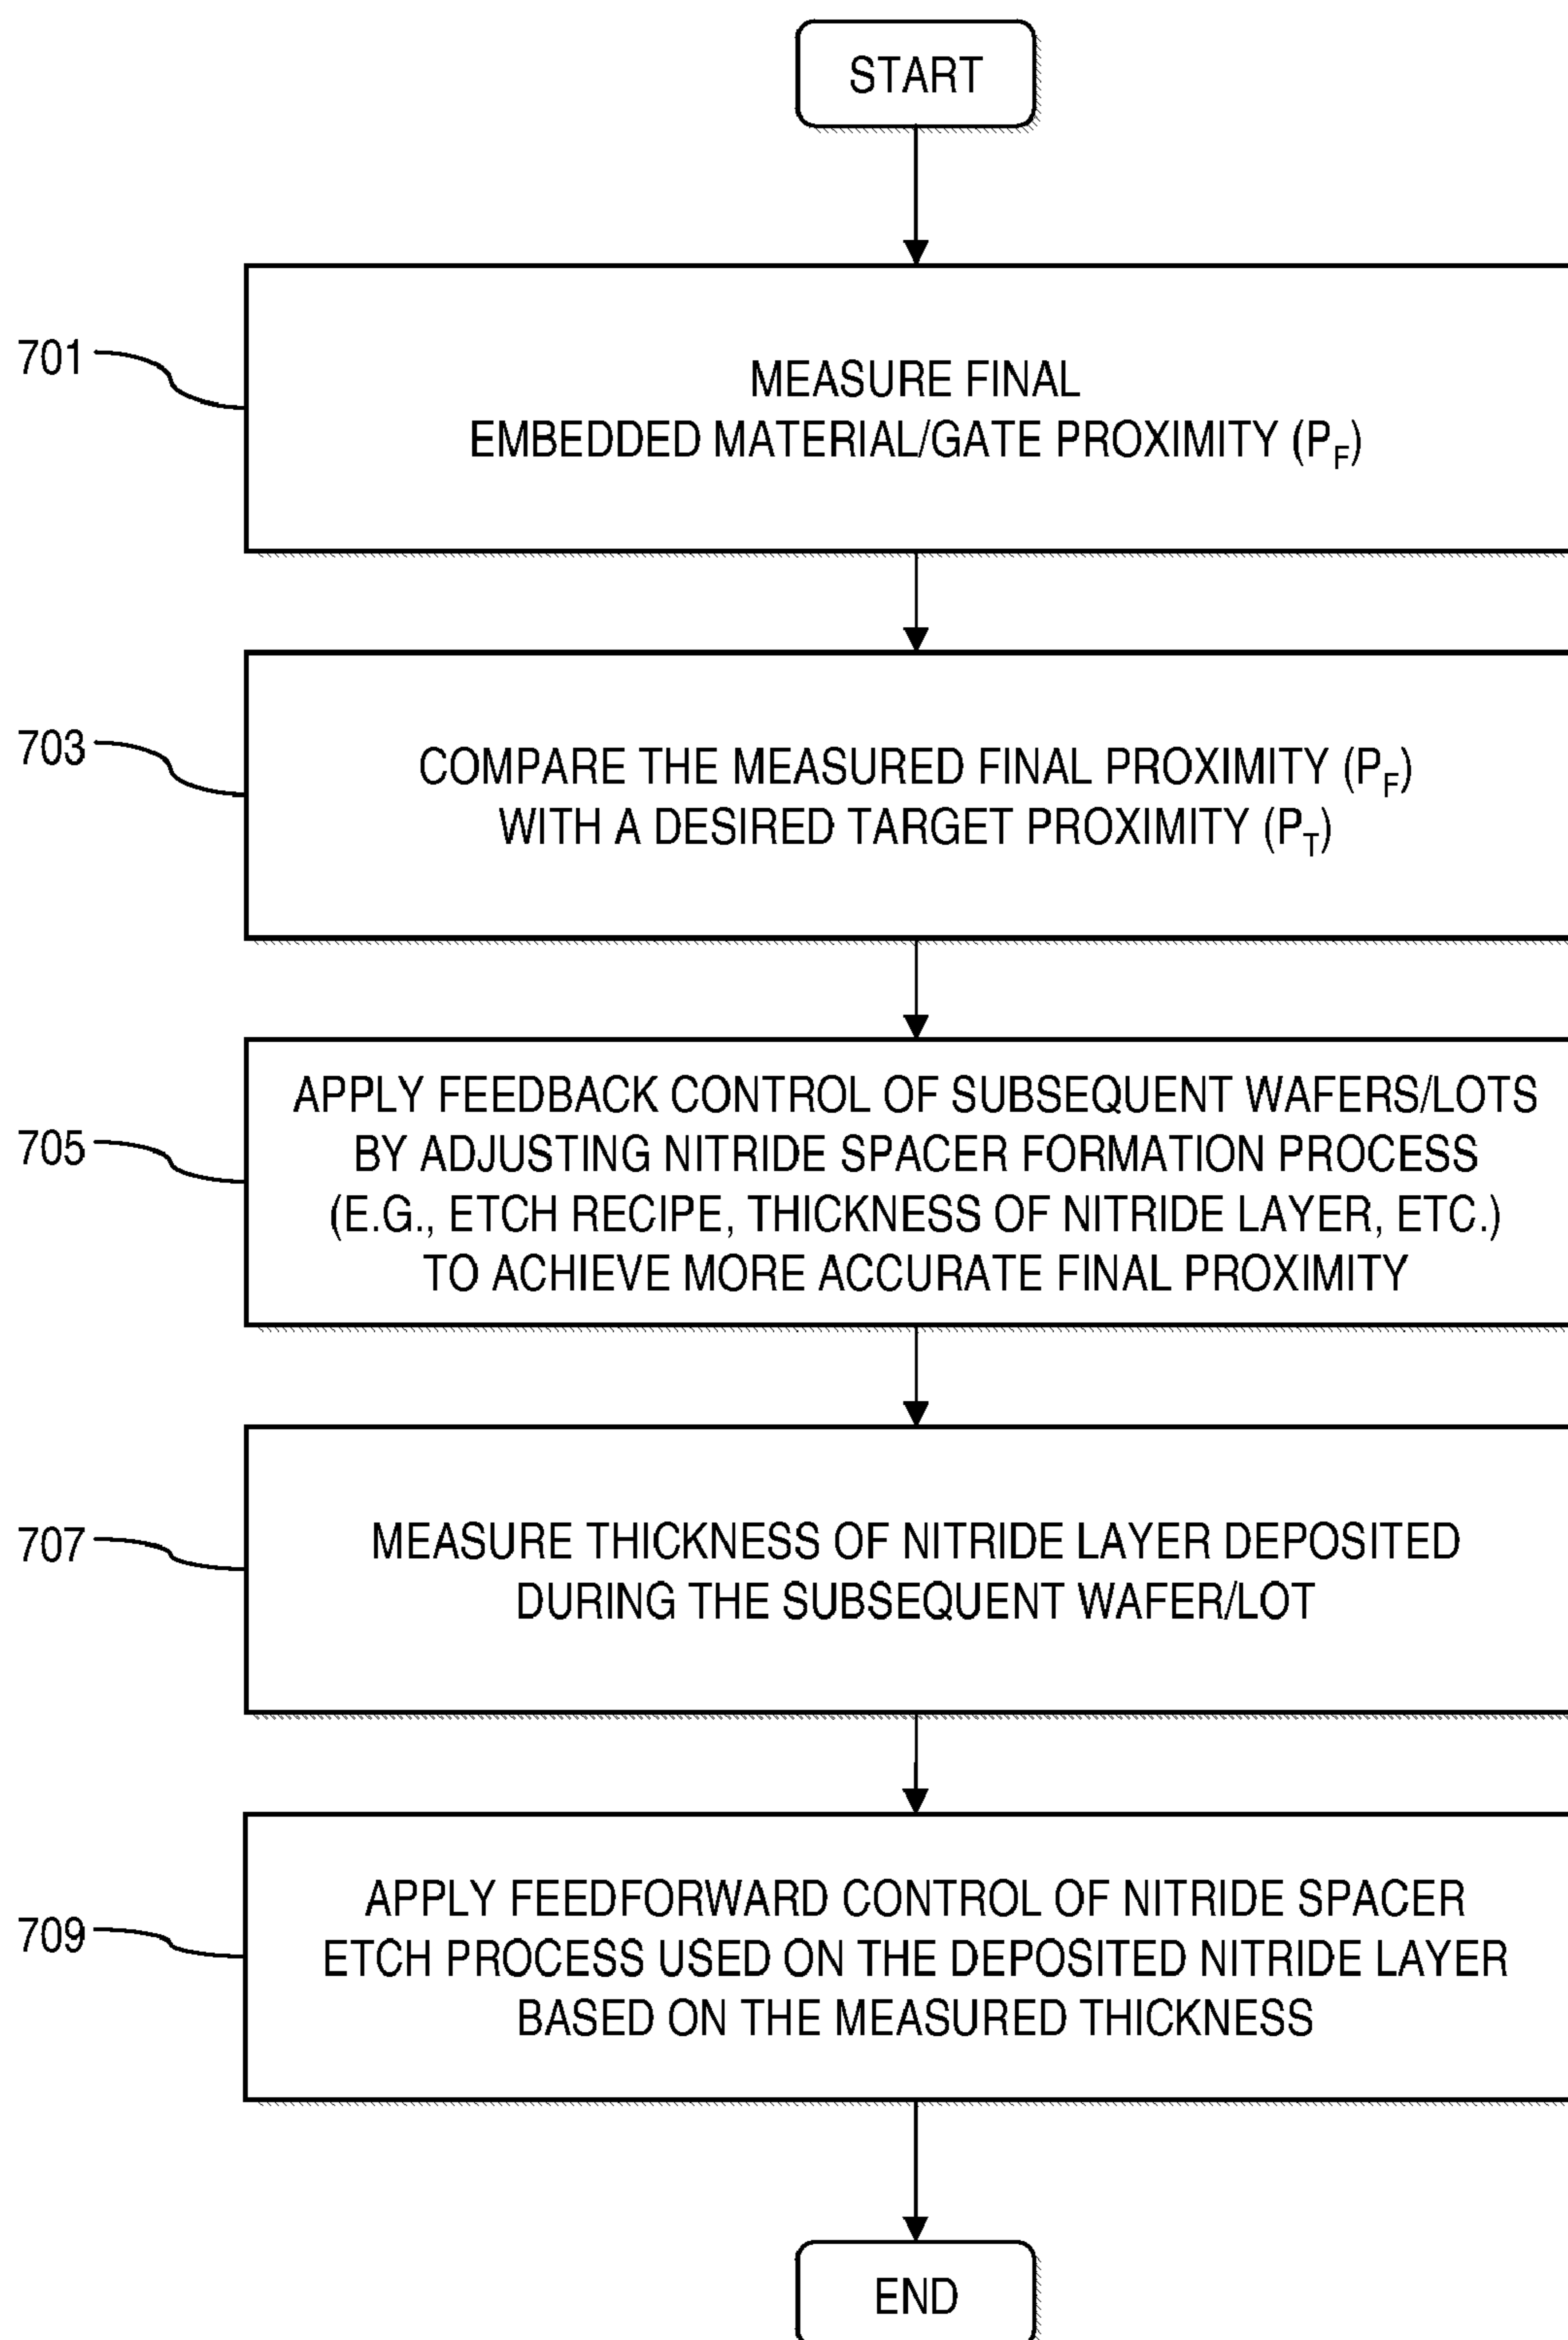 START
701
MEASURE FINAL
EMBEDDED MATERIAL/GATE PROXIMITY (PF)
703
COMPARE THE MEASURED FINAL PROXIMITY (PF)
WITH A DESIRED TARGET PROXIMITY (PT)
705
APPLY FEEDBACK CONTROL OF SUBSEQUENT WAFERS/LOTS
BY ADJUSTING NITRIDE SPACER FORMATION PROCESS
(E.G., ETCH RECIPE, THICKNESS OF NITRIDE LAYER, ETC.)
TO ACHIEVE MORE ACCURATE FINAL PROXIMITY
707
MEASURE THICKNESS OF NITRIDE LAYER DEPOSITED
DURING THE SUBSEQUENT WAFER/LOT
709
APPLY FEEDFORWARD CONTROL OF NITRIDE SPACER
ETCH PROCESS USED ON THE DEPOSITED NITRIDE LAYER
BASED ON THE MEASURED THICKNESS
END